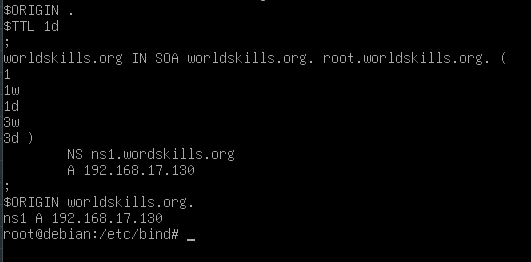 $ORIGIN .
$TTL 1d
;
worldskills.org IN SOA worldskills.org. root.worldskills.org. (
1
1w
1d
3w
3d )
NS ns1.wordskills.org
A 192.168.17.130
;
$ORIGIN worldskills.org.
ns1 A 192.168.17.130
root@debian:/etc/bind# _